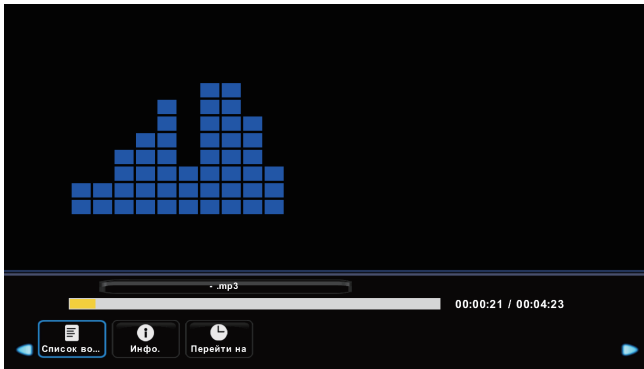 - .mp3
00:00:21 / 00:04:23
Список во...
Инфо.
Перейти на